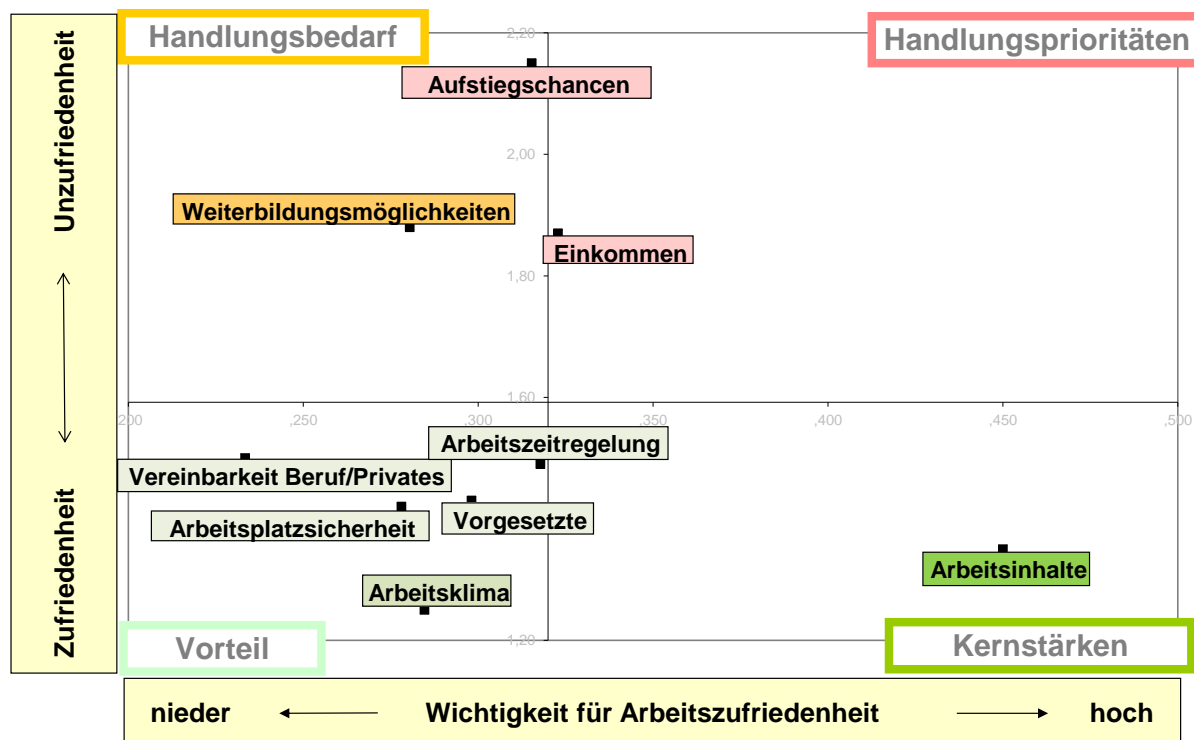 Handlungsbedarf
2,20
Handlungsprioritäten
Unzufriedenheit
Aufstiegschancen
2,00
Weiterbildungsmöglichkeiten
Einkommen
1,80
1,60
,200
,300
,350
,400
,450
,500
Arbeitszeitregelung
Vereinbarkeit Beruf/Privates
Zufriedenheit
Arbeitsplatzsicherheit
Vorgesetzte
Arbeitsinhalte
Arbeitsklima
Vorteil
1,20
Kernstärken
nieder
Wichtigkeit für Arbeitszufriedenheit
hoch